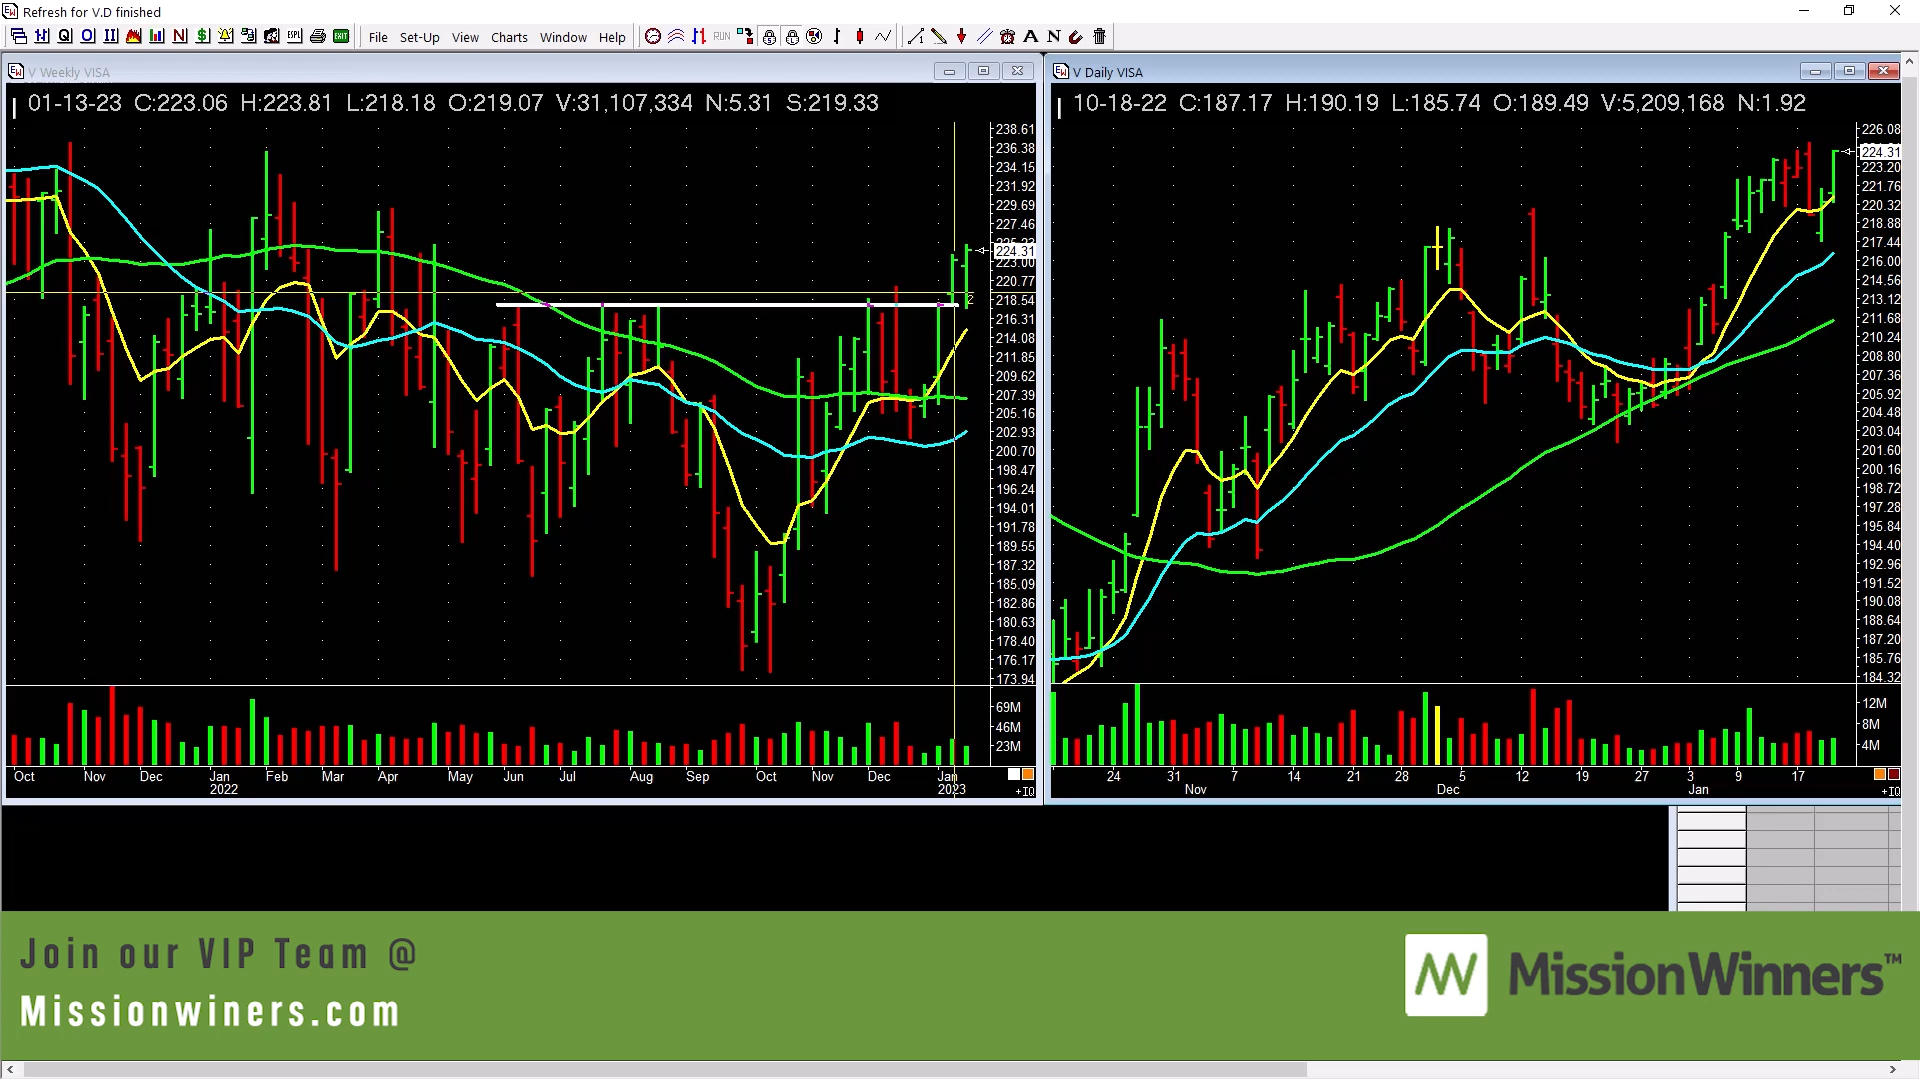 Refresh for V.D finished
File Set-Up View Charts Window Help
RUN
V Weekly VISA
01-13-23 C:223.06 H:223.81 L:218.18 O:219.07 V:31,107,334 N:5.31 S:219.33
238.61
236.38
234.15
231.92
229.69
227.46
224.31
223.00
220.77
218.54
216.31
214.08
211.85
209.62
207.39
205.16
202.93
200.70
198.47
196.24
194.01
191.78
189.55
187.32
185.09
182.86
180.63
178.40
176.17
173.94
69M
46M
23M
Oct Nov Dec Jan Feb Mar Apr May Jun Jul Aug Sep Oct Nov Dec Jan
2022 2023
+IQ
V Daily VISA
10-18-22 C:187.17 H:190.19 L:185.74 O:189.49 V:5,209,168 N:1.92
226.08
224.31
223.20
221.76
220.32
218.88
217.44
216.00
214.56
213.12
211.68
210.24
208.80
207.36
205.92
204.48
203.04
201.60
200.16
198.72
197.28
195.84
194.40
192.96
191.52
190.08
188.64
187.20
185.76
184.32
12M
8M
4M
24 31 7 14 21 28 5 12 19 27 3 9 17
Nov Dec Jan
+IQ
Join our VIP Team @
Missionwiners.com
MissionWinners™